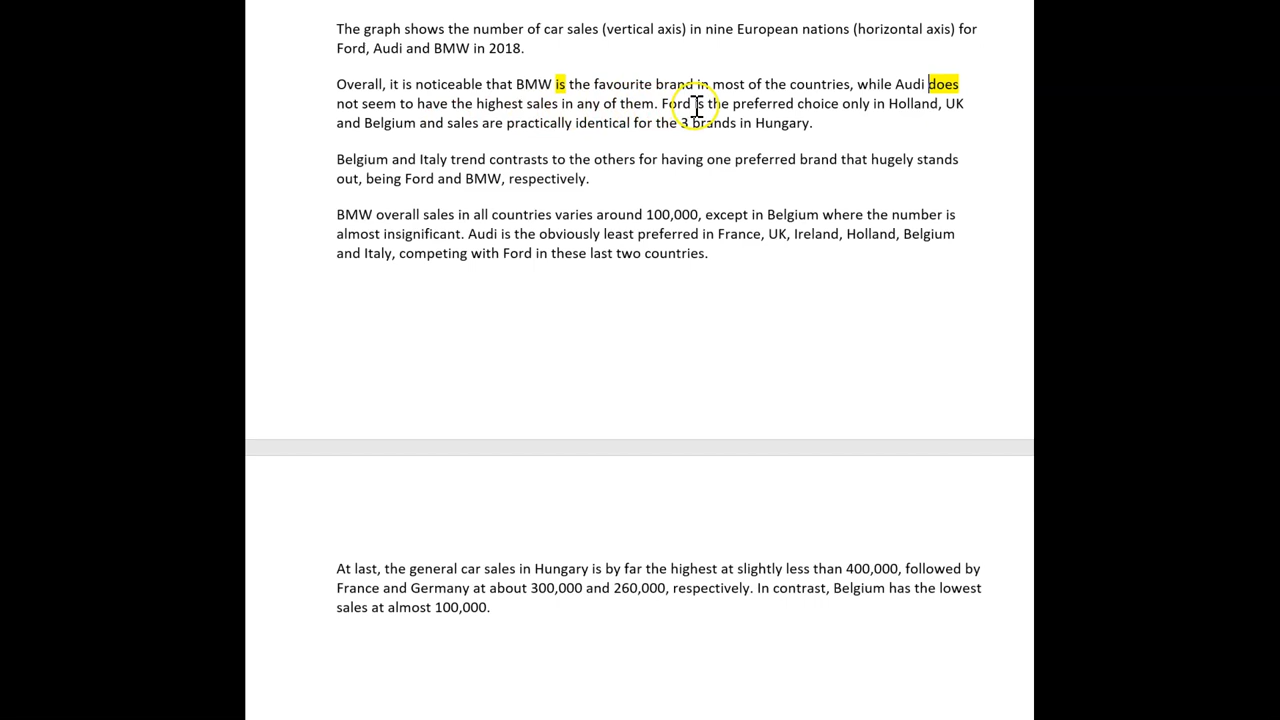 The graph shows the number of car sales (vertical axis) in nine European nations (horizontal axis) for
Ford, Audi and BMW in 2018.
Overall, it is noticeable that BMW is the favourite brand in most of the countries, while Audi does
not seem to have the highest sales in any of them. Ford is the preferred choice only in Holland, UK
and Belgium and sales are practically identical for the 3 brands in Hungary.
Belgium and Italy trend contrasts to the others for having one preferred brand that hugely stands
out, being Ford and BMW, respectively.
BMW overall sales in all countries varies around 100,000, except in Belgium where the number is
almost insignificant. Audi is the obviously least preferred in France, UK, Ireland, Holland, Belgium
and Italy, competing with Ford in these last two countries.
At last, the general car sales in Hungary is by far the highest at slightly less than 400,000, followed by
France and Germany at about 300,000 and 260,000, respectively. In contrast, Belgium has the lowest
sales at almost 100,000.